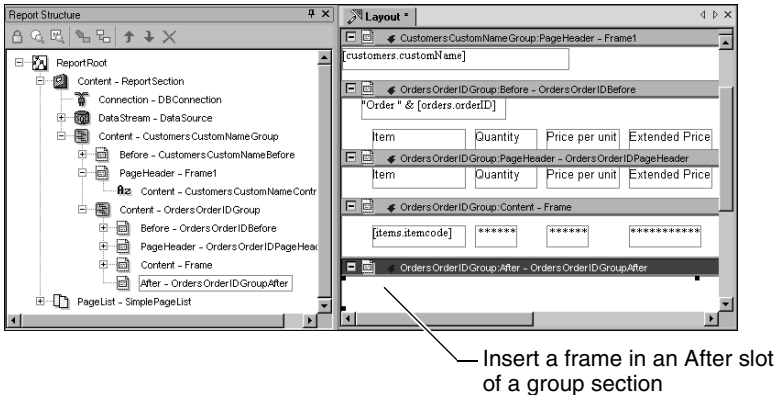 Report Structure
ReportRoot
Content - ReportSection
Connection - DBConnection
DataStream - DataSource
Content - CustomersCustomNameGroup
Before - CustomersCustomNameBefore
PageHeader - Frame1
Content - CustomersCustomNameContr
Content - OrdersOrderIDGroup
Before - OrdersOrderIDBefore
PageHeader - OrdersOrderIDPageHead
Content - Frame
After - OrdersOrderIDGroupAfter
PageList - SimplePageList
Layout *
CustomersCustomNameGroup:PageHeader - Frame1
[customers.customName]
OrdersOrderIDGroup:Before - OrdersOrderIDBefore
"Order " & [orders.orderID]
Item Quantity Price per unit Extended Price
OrdersOrderIDGroup:PageHeader - OrdersOrderIDPageHeader
Item Quantity Price per unit Extended Price
OrdersOrderIDGroup:Content - Frame
[items.itemcode] ****** ****** ***********
OrdersOrderIDGroup:After - OrdersOrderIDGroupAfter
Insert a frame in an After slot
of a group section